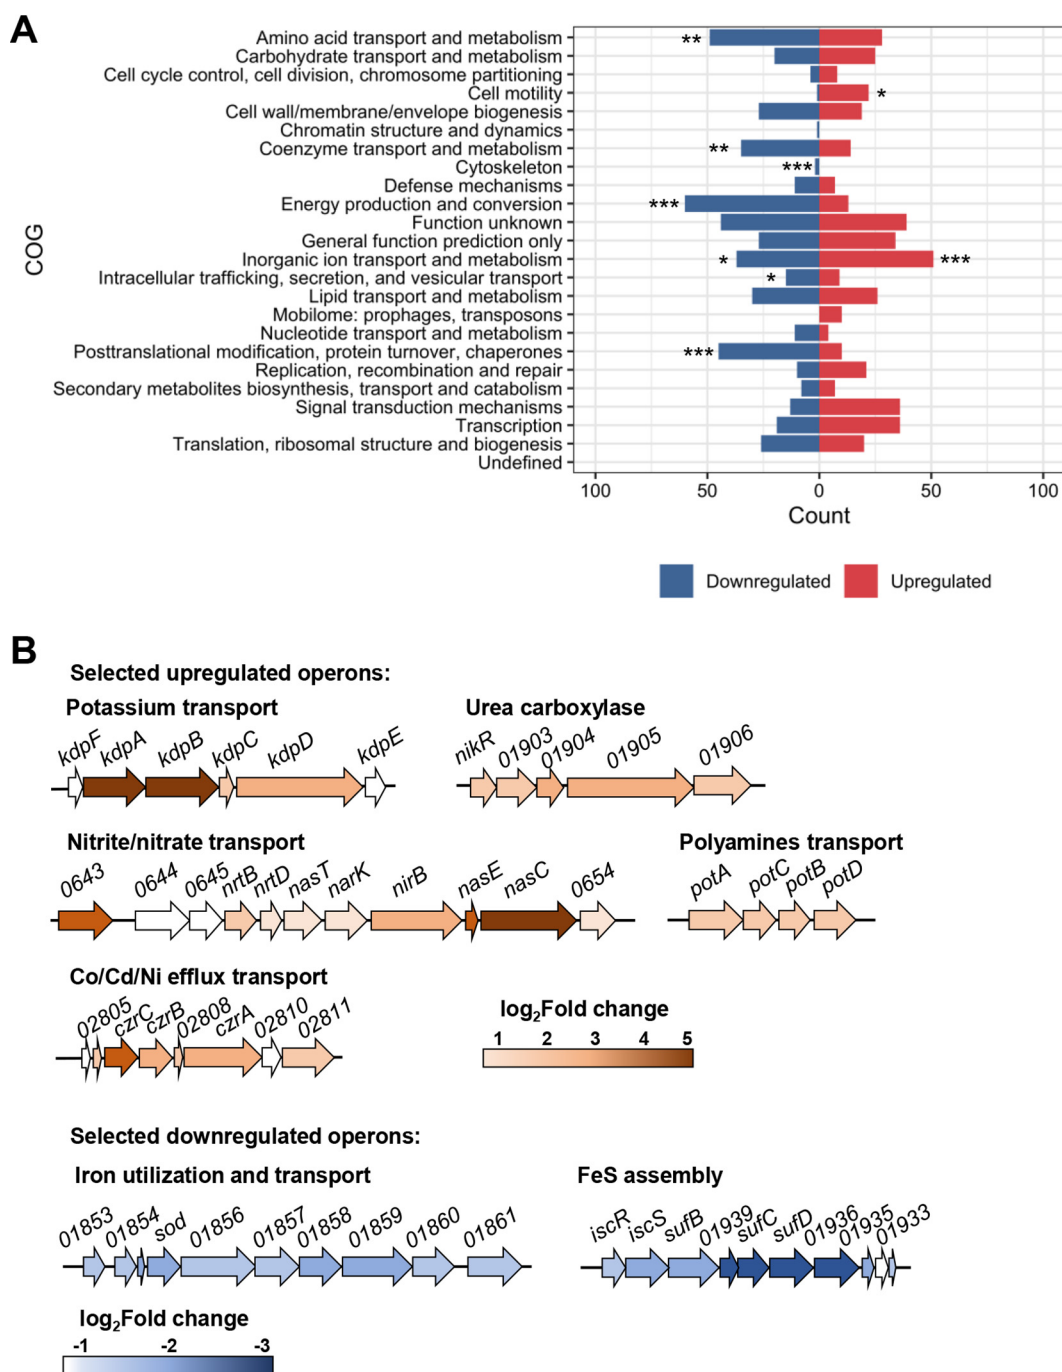 A
COG
Amino acid transport and metabolism **
Carbohydrate transport and metabolism
Cell cycle control, cell division, chromosome partitioning
Cell motility *
Cell wall/membrane/envelope biogenesis
Chromatin structure and dynamics
Coenzyme transport and metabolism **
Cytoskeleton ***
Defense mechanisms
Energy production and conversion ***
Function unknown
General function prediction only
Inorganic ion transport and metabolism * ***
Intracellular trafficking, secretion, and vesicular transport *
Lipid transport and metabolism
Mobilome: prophages, transposons
Nucleotide transport and metabolism
Posttranslational modification, protein turnover, chaperones ***
Replication, recombination and repair
Secondary metabolites biosynthesis, transport and catabolism
Signal transduction mechanisms
Transcription
Translation, ribosomal structure and biogenesis
Undefined
100 50 0 50 100
Count
Downregulated Upregulated
B
Selected upregulated operons:
Potassium transport
kdpF kdpA kdpB kdpC kdpD kdpE
Urea carboxylase
nikR 01903 01904 01905 01906
Nitrite/nitrate transport
0643 0644 0645 nrtB nrtD nasT narK nirB nasE nasC 0654
Polyamines transport
potA potC potB potD
Co/Cd/Ni efflux transport
02805 czrC czrB 02808 czrA 02810 02811
log2Fold change
1 2 3 4 5
Selected downregulated operons:
Iron utilization and transport
01853 01854 sod 01856 01857 01858 01859 01860 01861
FeS assembly
iscR iscS sufB 01939 sufC sufD 01936 01935 01933
log2Fold change
-1 -2 -3